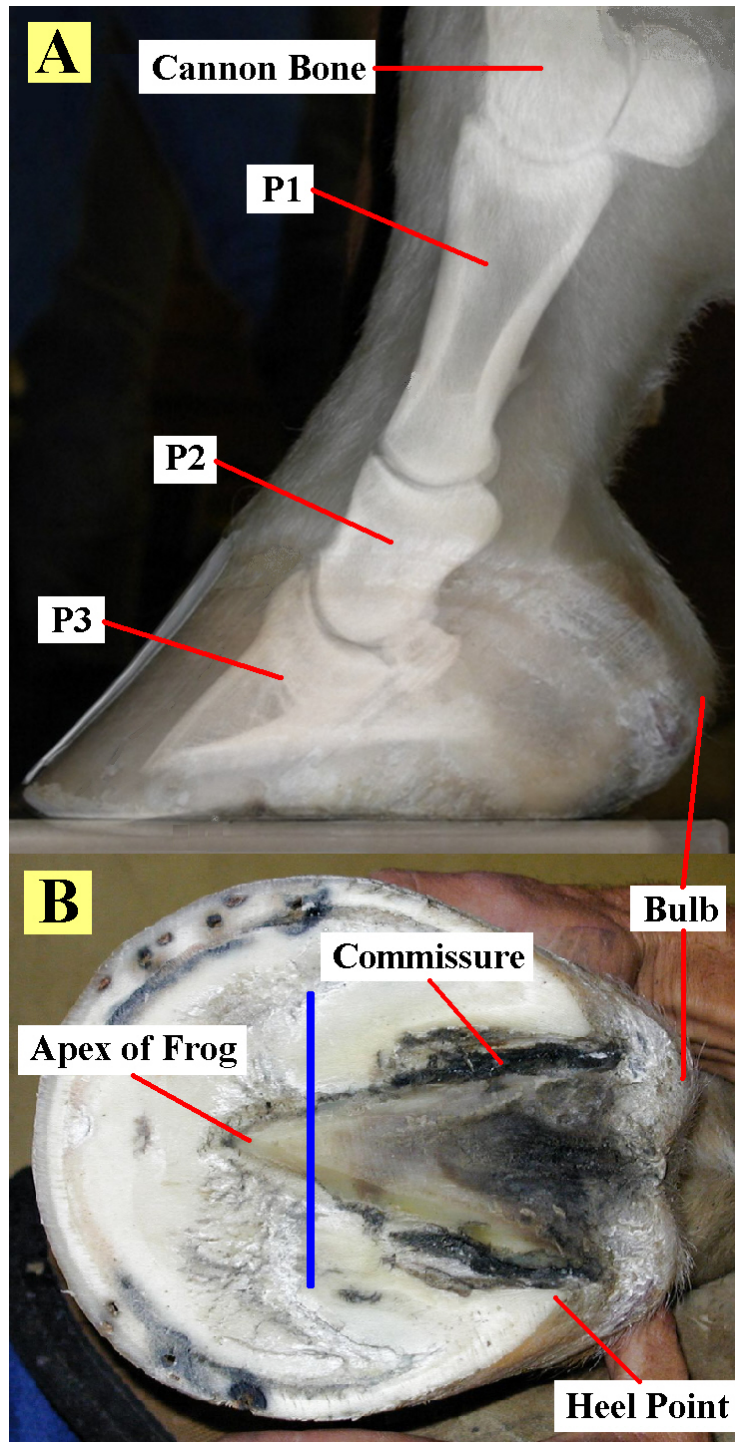 A
Cannon Bone
P1
P2
P3
B
Bulb
Commissure
Apex of Frog
Heel Point